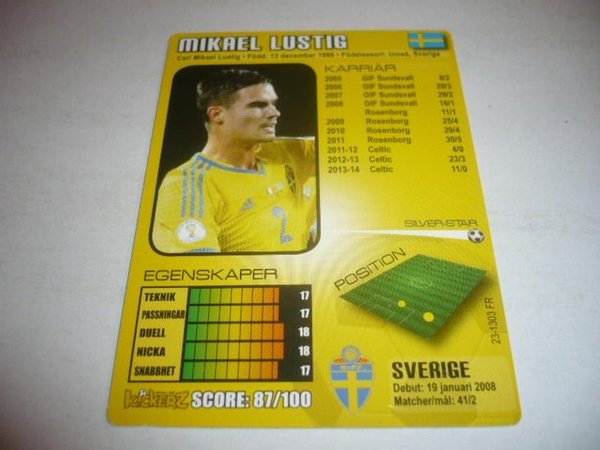 MIKAEL LUSTIG
Carl Mikael Lustig • Född: 13 december 1986 • Födelseort: Umeå, Sverige
KARRIÄR
2005 GIF Sundsvall 8/2
2006 GIF Sundsvall 28/3
2007 GIF Sundsvall 29/2
2008 GIF Sundsvall 16/1
Rosenborg 11/1
2009 Rosenborg 25/4
2010 Rosenborg 29/4
2011 Rosenborg 30/5
2011-12 Celtic 4/0
2012-13 Celtic 23/3
2013-14 Celtic 11/0
2
SILVER-STAR
EGENSKAPER
TEKNIK 17
PASSNINGAR 17
DUELL 18
NICKA 18
SNABBHET 17
KICKERZ SCORE: 87/100
POSITION
23-1303 FR
SVERIGE
Debut: 19 januari 2008
Matcher/mål: 41/2